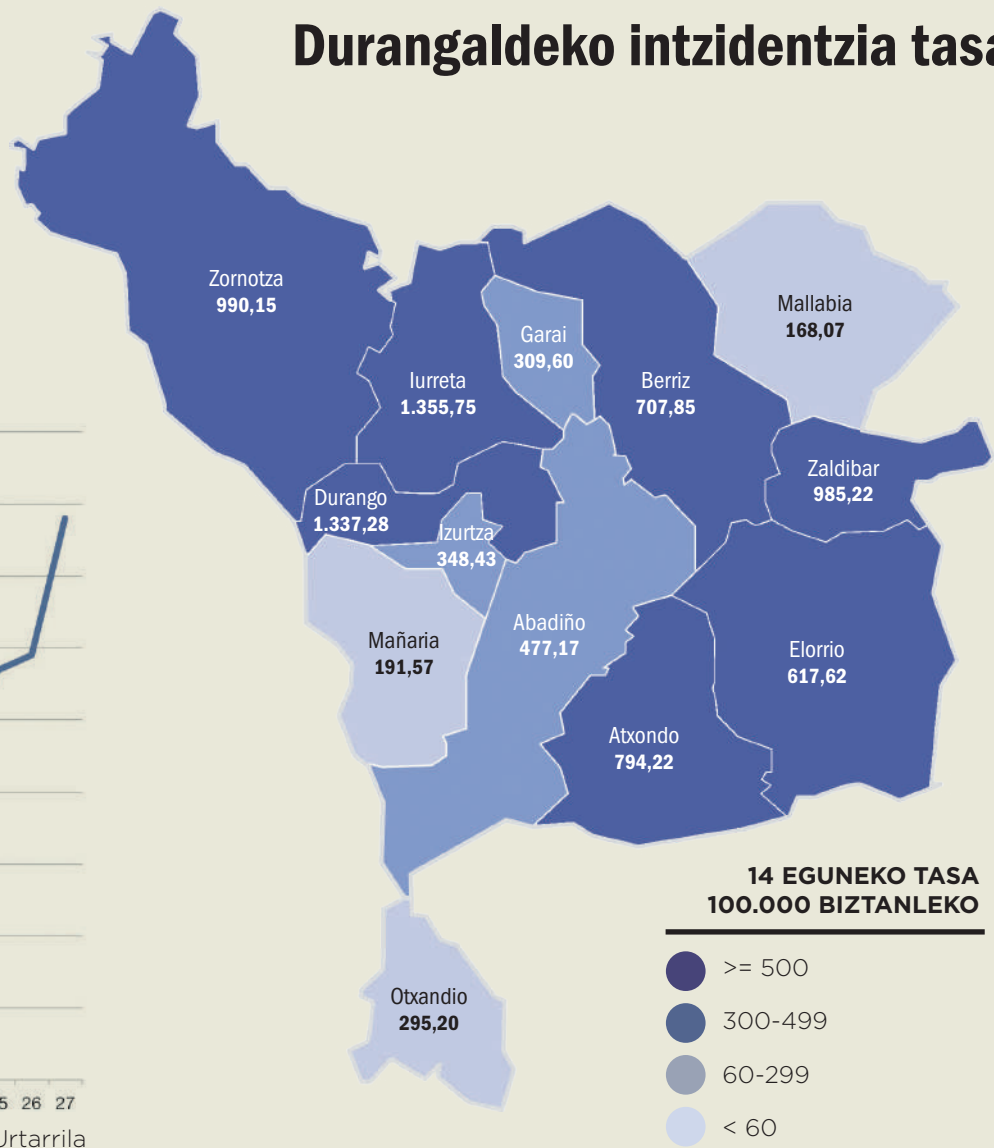 Durangaldeko intzidentzia tasa
Zornotza
990,15
Mallabia
168,07
Garai
309,60
Iurreta
1.355,75
Berriz
707,85
Zaldibar
985,22
Durango
1.337,28
Izurtza
348,43
Abadiño
477,17
Mañaria
191,57
Elorrio
617,62
Atxondo
794,22
Otxandio
295,20
14 EGUNEKO TASA
100.000 BIZTANLEKO
>= 500
300-499
60-299
< 60
5 26 27
Urtarrila